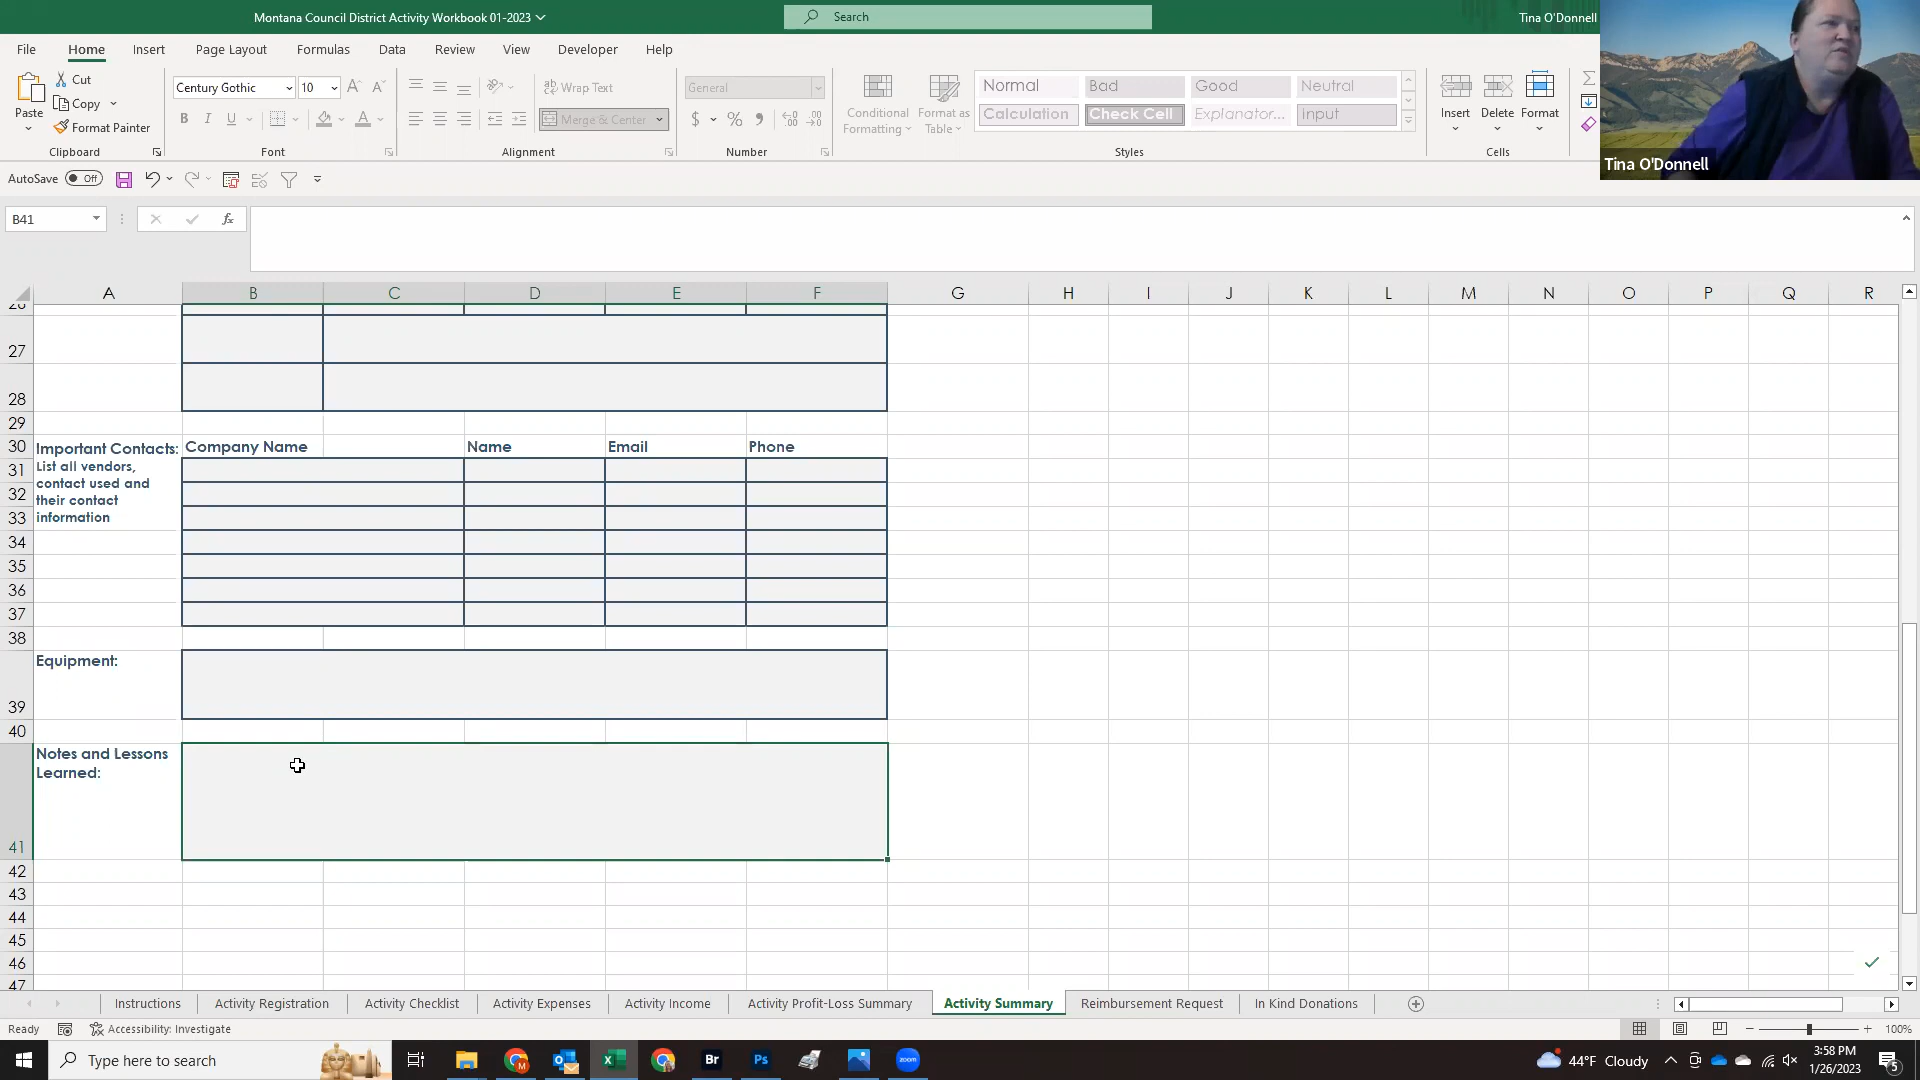 Montana Council District Activity Workbook 01-2023
Search
Tina O'Donnell
File Home Insert Page Layout Formulas Data Review View Developer Help
Paste
Cut
Copy
Format Painter
Clipboard
Century Gothic 10
B I U
Font
Wrap Text
Merge & Center
Alignment
General
$ % 9
Number
Conditional Formatting
Format as Table
Normal Bad Good Neutral
Calculation Check Cell Explanator... Input
Styles
Insert Delete Format
Cells
Tina O'Donnell
AutoSave Off
B41
fx
A B C D E F G H I J K L M N O P Q R
26
27
28
29
30 Important Contacts: Company Name Name Email Phone
31 List all vendors,
32 contact used and
their contact
33 information
34
35
36
37
38
Equipment:
39
40
Notes and Lessons
Learned:
41
42
43
44
45
46
47
Instructions Activity Registration Activity Checklist Activity Expenses Activity Income Activity Profit-Loss Summary Activity Summary Reimbursement Request In Kind Donations
Ready Accessibility: Investigate
100%
Type here to search
Br
Ps
zoom
44°F Cloudy
3:58 PM
1/26/2023
5